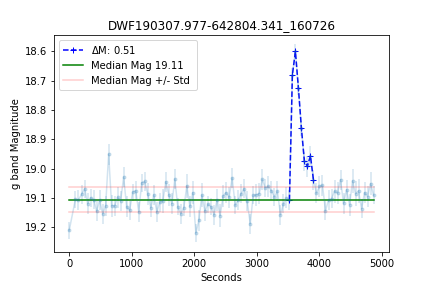 DWF190307.977-642804.341_160726
ΔM: 0.51
Median Mag 19.11
Median Mag +/- Std
g band Magnitude
18.6
18.7
18.8
18.9
19.0
19.1
19.2
0 1000 2000 3000 4000 5000
Seconds